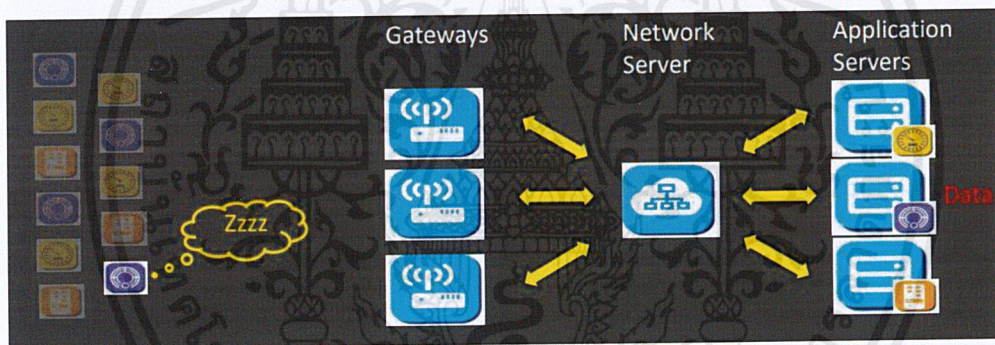 Gateways
Network
Server
Application
Servers
Zzzz
Data